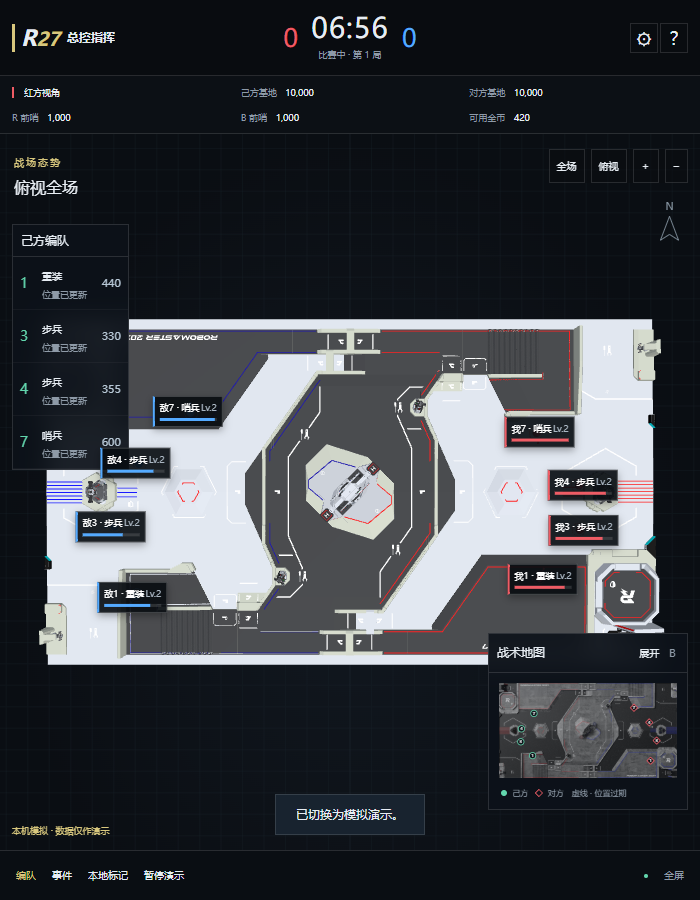 R27 总控指挥
0 06:56 0
比赛中 · 第 1 局
?
红方视角
己方基地 10,000
对方基地 10,000
R 前哨 1,000
B 前哨 1,000
可用金币 420
战场态势
俯视全场
全场 俯视 + −
N
己方编队
1 重装 440
位置已更新
3 步兵 330
位置已更新
4 步兵 355
位置已更新
7 哨兵 600
位置已更新
敌7 · 哨兵 Lv.2
敌4 · 步兵 Lv.2
敌3 · 步兵 Lv.2
敌1 · 重装 Lv.2
我7 · 哨兵 Lv.2
我4 · 步兵 Lv.2
我3 · 步兵 Lv.2
我1 · 重装 Lv.2
战术地图 展开 B
己方 对方 虚线 · 位置过期
已切换为模拟演示。
本机模拟 · 数据仅作演示
编队 事件 本地标记 暂停演示 全屏